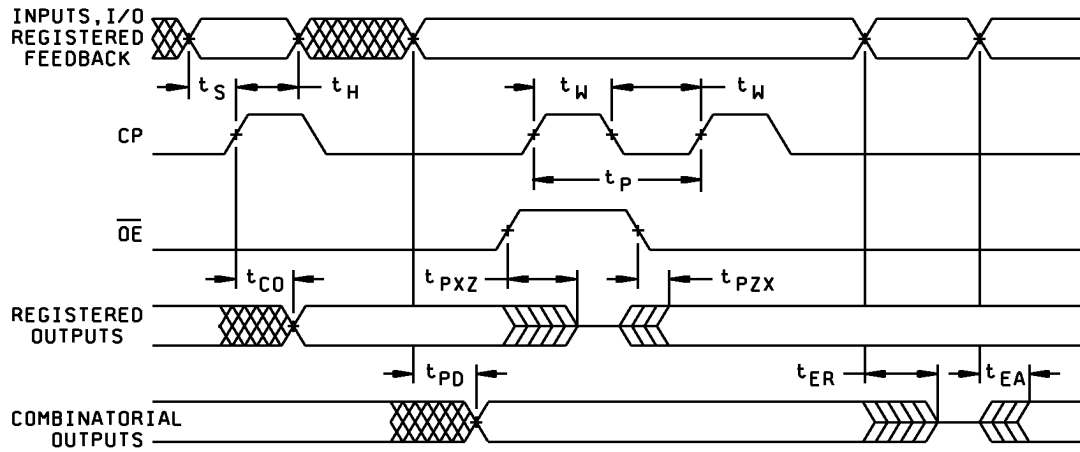 INPUTS, I/O
REGISTERED
FEEDBACK
tS
tH
tW
tW
CP
tP
OE
tCO
tPXZ
tPZX
REGISTERED
OUTPUTS
tPD
tER
tEA
COMBINATORIAL
OUTPUTS